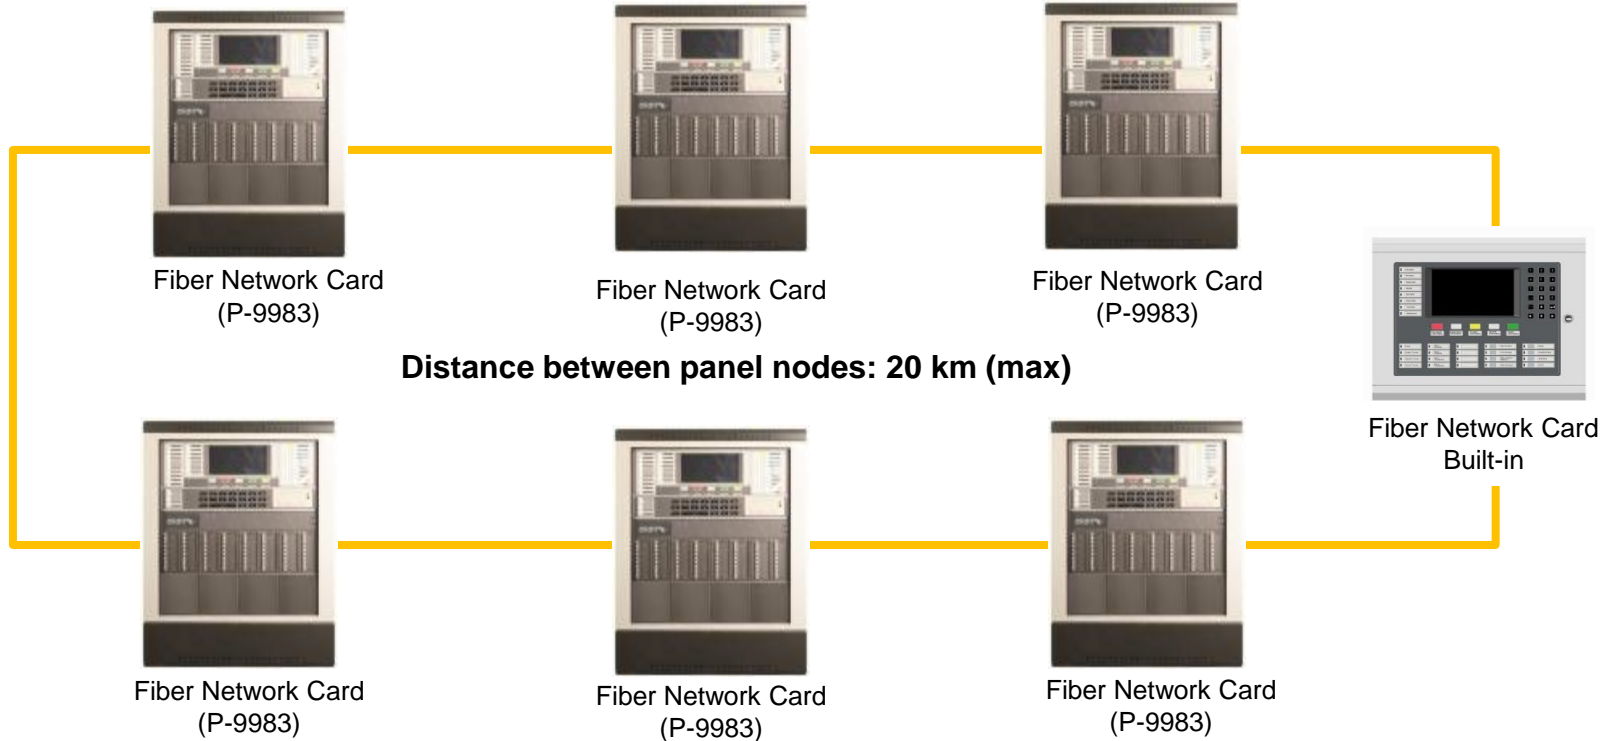 Fiber Network Card
(P-9983)
Fiber Network Card
(P-9983)
Fiber Network Card
(P-9983)
Distance between panel nodes: 20 km (max)
Fiber Network Card
Built-in
Fiber Network Card
(P-9983)
Fiber Network Card
(P-9983)
Fiber Network Card
(P-9983)